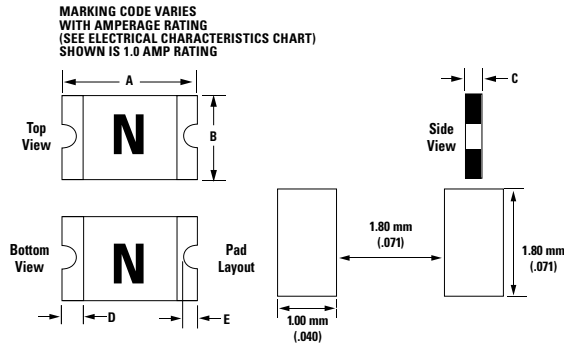 MARKING CODE VARIES
WITH AMPERAGE RATING
(SEE ELECTRICAL CHARACTERISTICS CHART)
SHOWN IS 1.0 AMP RATING
A
C
Top
View
N
B
Side
View
Bottom
View
N
Pad
Layout
1.80 mm
(.071)
1.80 mm
(.071)
D
E
1.00 mm
(.040)